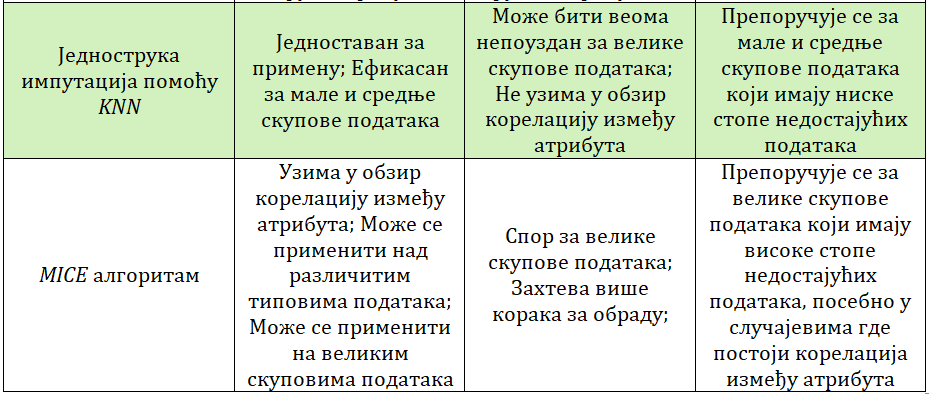 Једнострука
импутација помоћу
KNN
Једноставан за
примену; Ефикасан
за мале и средње
скупове података
Може бити веома
непоуздан за велике
скупове података;
Не узима у обзир
корелацију између
атрибута
Препоручује се за
мале и средње
скупове података
који имају ниске
стопе недостајућих
података
MICE алгоритам
Узима у обзир
корелацију између
атрибута; Може се
применити над
различитим
типовима података;
Може се применити
на великим
скуповима података
Спор за велике
скупове података;
Захтева више
корака за обраду;
Препоручује се за
велике скупове
података који имају
високе стопе
недостајућих
података, посебно у
случајевима где
постоји корелација
између атрибута